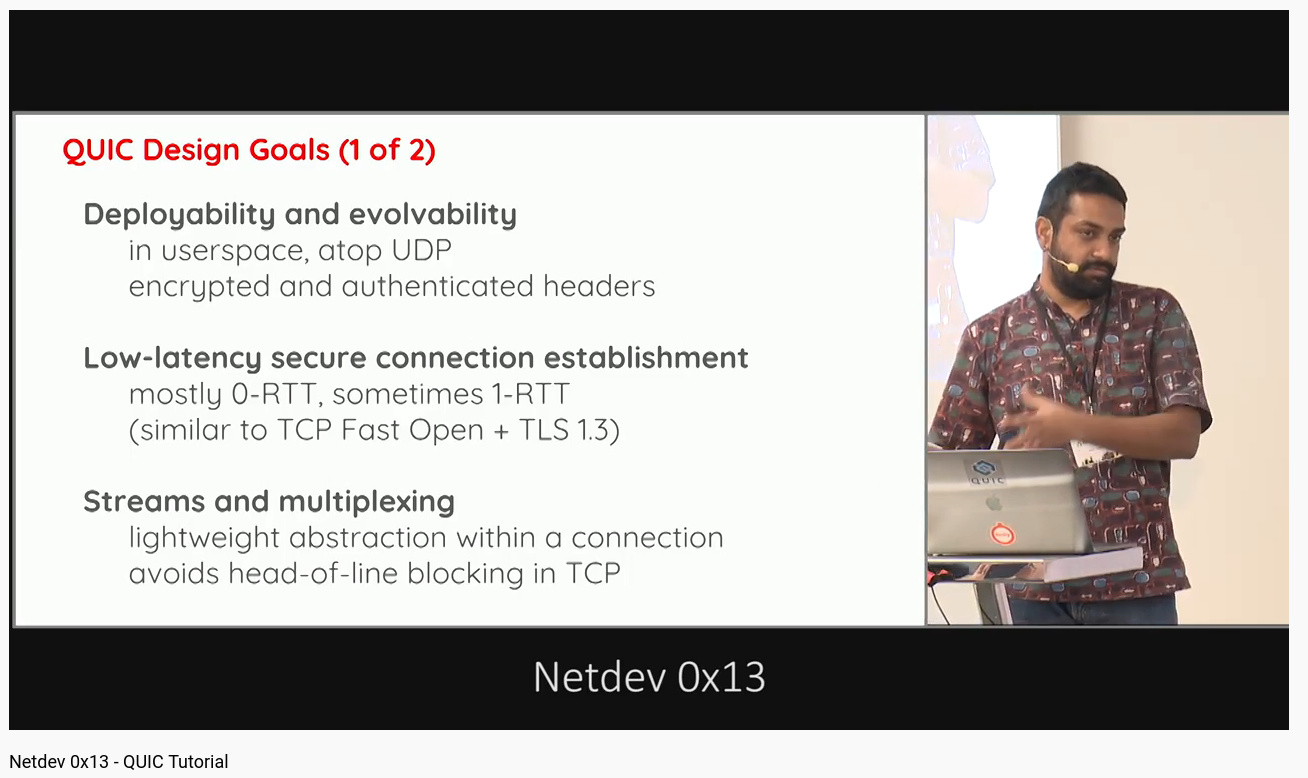 QUIC Design Goals (1 of 2)
Deployability and evolvability
in userspace, atop UDP
encrypted and authenticated headers
Low-latency secure connection establishment
mostly 0-RTT, sometimes 1-RTT
(similar to TCP Fast Open + TLS 1.3)
Streams and multiplexing
lightweight abstraction within a connection
avoids head-of-line blocking in TCP
QUIC
Netdev 0x13
Netdev 0x13 - QUIC Tutorial